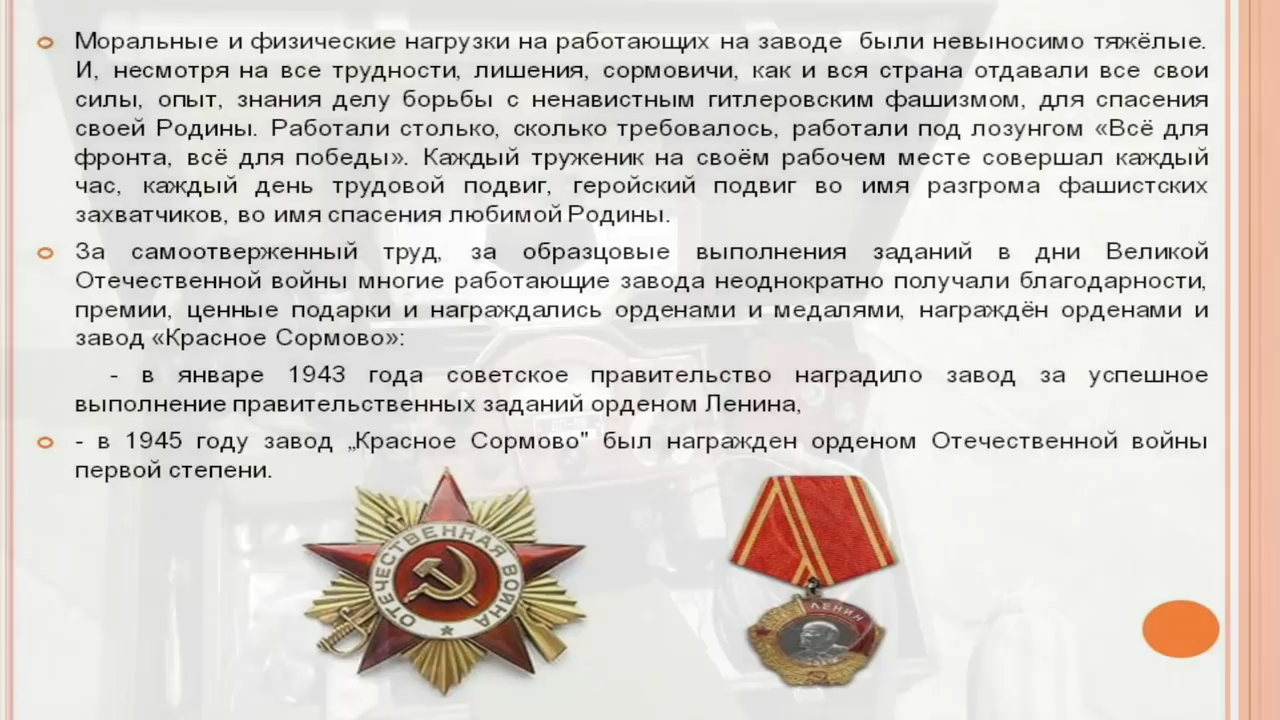 Моральные и физические нагрузки на работающих на заводе были невыносимо тяжёлые.
И, несмотря на все трудности, лишения, сормовичи, как и вся страна отдавали все свои
силы, опыт, знания делу борьбы с ненавистным гитлеровским фашизмом, для спасения
своей Родины. Работали столько, сколько требовалось, работали под лозунгом «Всё для
фронта, всё для победы». Каждый труженик на своём рабочем месте совершал каждый
час, каждый день трудовой подвиг, геройский подвиг во имя разгрома фашистских
захватчиков, во имя спасения любимой Родины.
За самоотверженный труд, за образцовые выполнения заданий в дни Великой
Отечественной войны многие работающие завода неоднократно получали благодарности,
премии, ценные подарки и награждались орденами и медалями, награждён орденами и
завод «Красное Сормово»:
- в январе 1943 года советское правительство наградило завод за успешное
выполнение правительственных заданий орденом Ленина,
- в 1945 году завод „Красное Сормово" был награжден орденом Отечественной войны
первой степени.
ОТЕЧЕСТВЕННАЯ ВОЙНА
ЛЕНИН